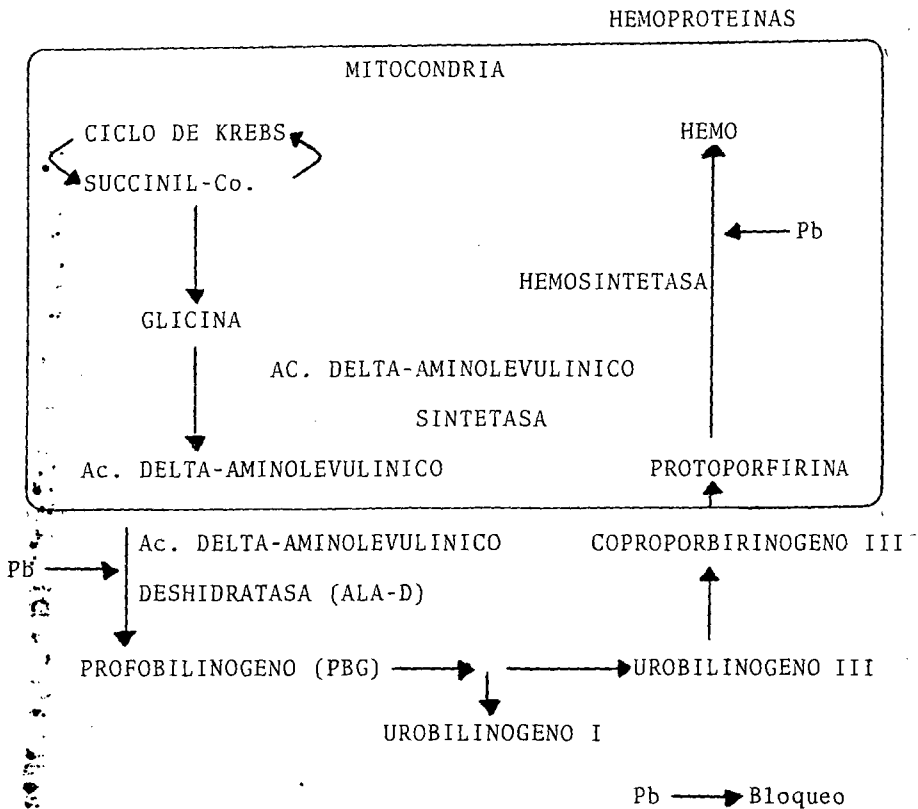 HEMOPROTEINAS
MITOCONDRIA
CICLO DE KREBS
HEMO
SUCCINIL-Co.
Pb
HEMOSINTETASA
GLICINA
AC. DELTA-AMINOLEVULINICO
SINTETASA
Ac. DELTA-AMINOLEVULINICO
PROTOPORFIRINA
Ac. DELTA-AMINOLEVULINICO
COPROPORBIRINOGENO III
Pb
DESHIDRATASA (ALA-D)
PROFOBILINOGENO (PBG)
UROBILINOGENO III
UROBILINOGENO I
Pb Bloqueo